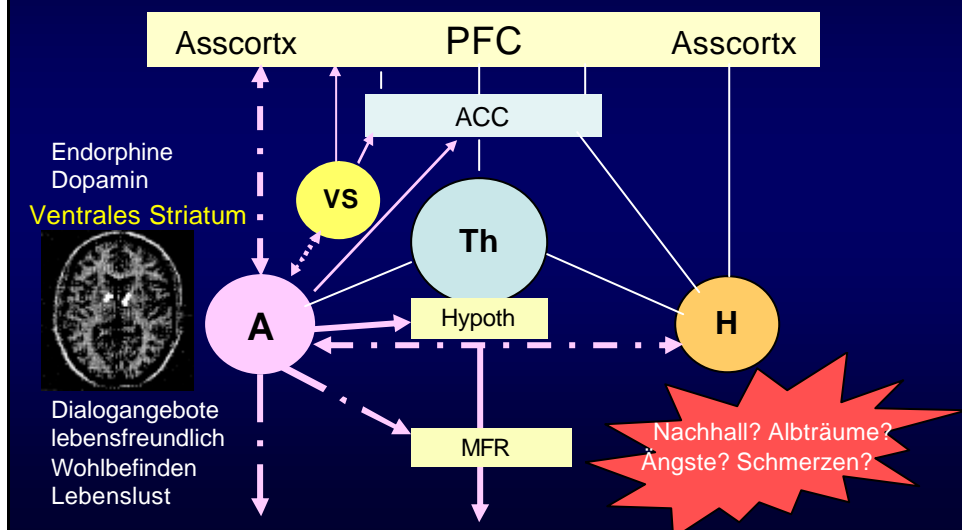 Asscortx PFC Asscortx
ACC
Endorphine
Dopamin
Ventrales Striatum
VS
Th
A
Hypoth
H
Dialogangebote
lebensfreundlich
Wohlbefinden
Lebenslust
MFR
Nachhall? Albträume?
Ängste? Schmerzen?